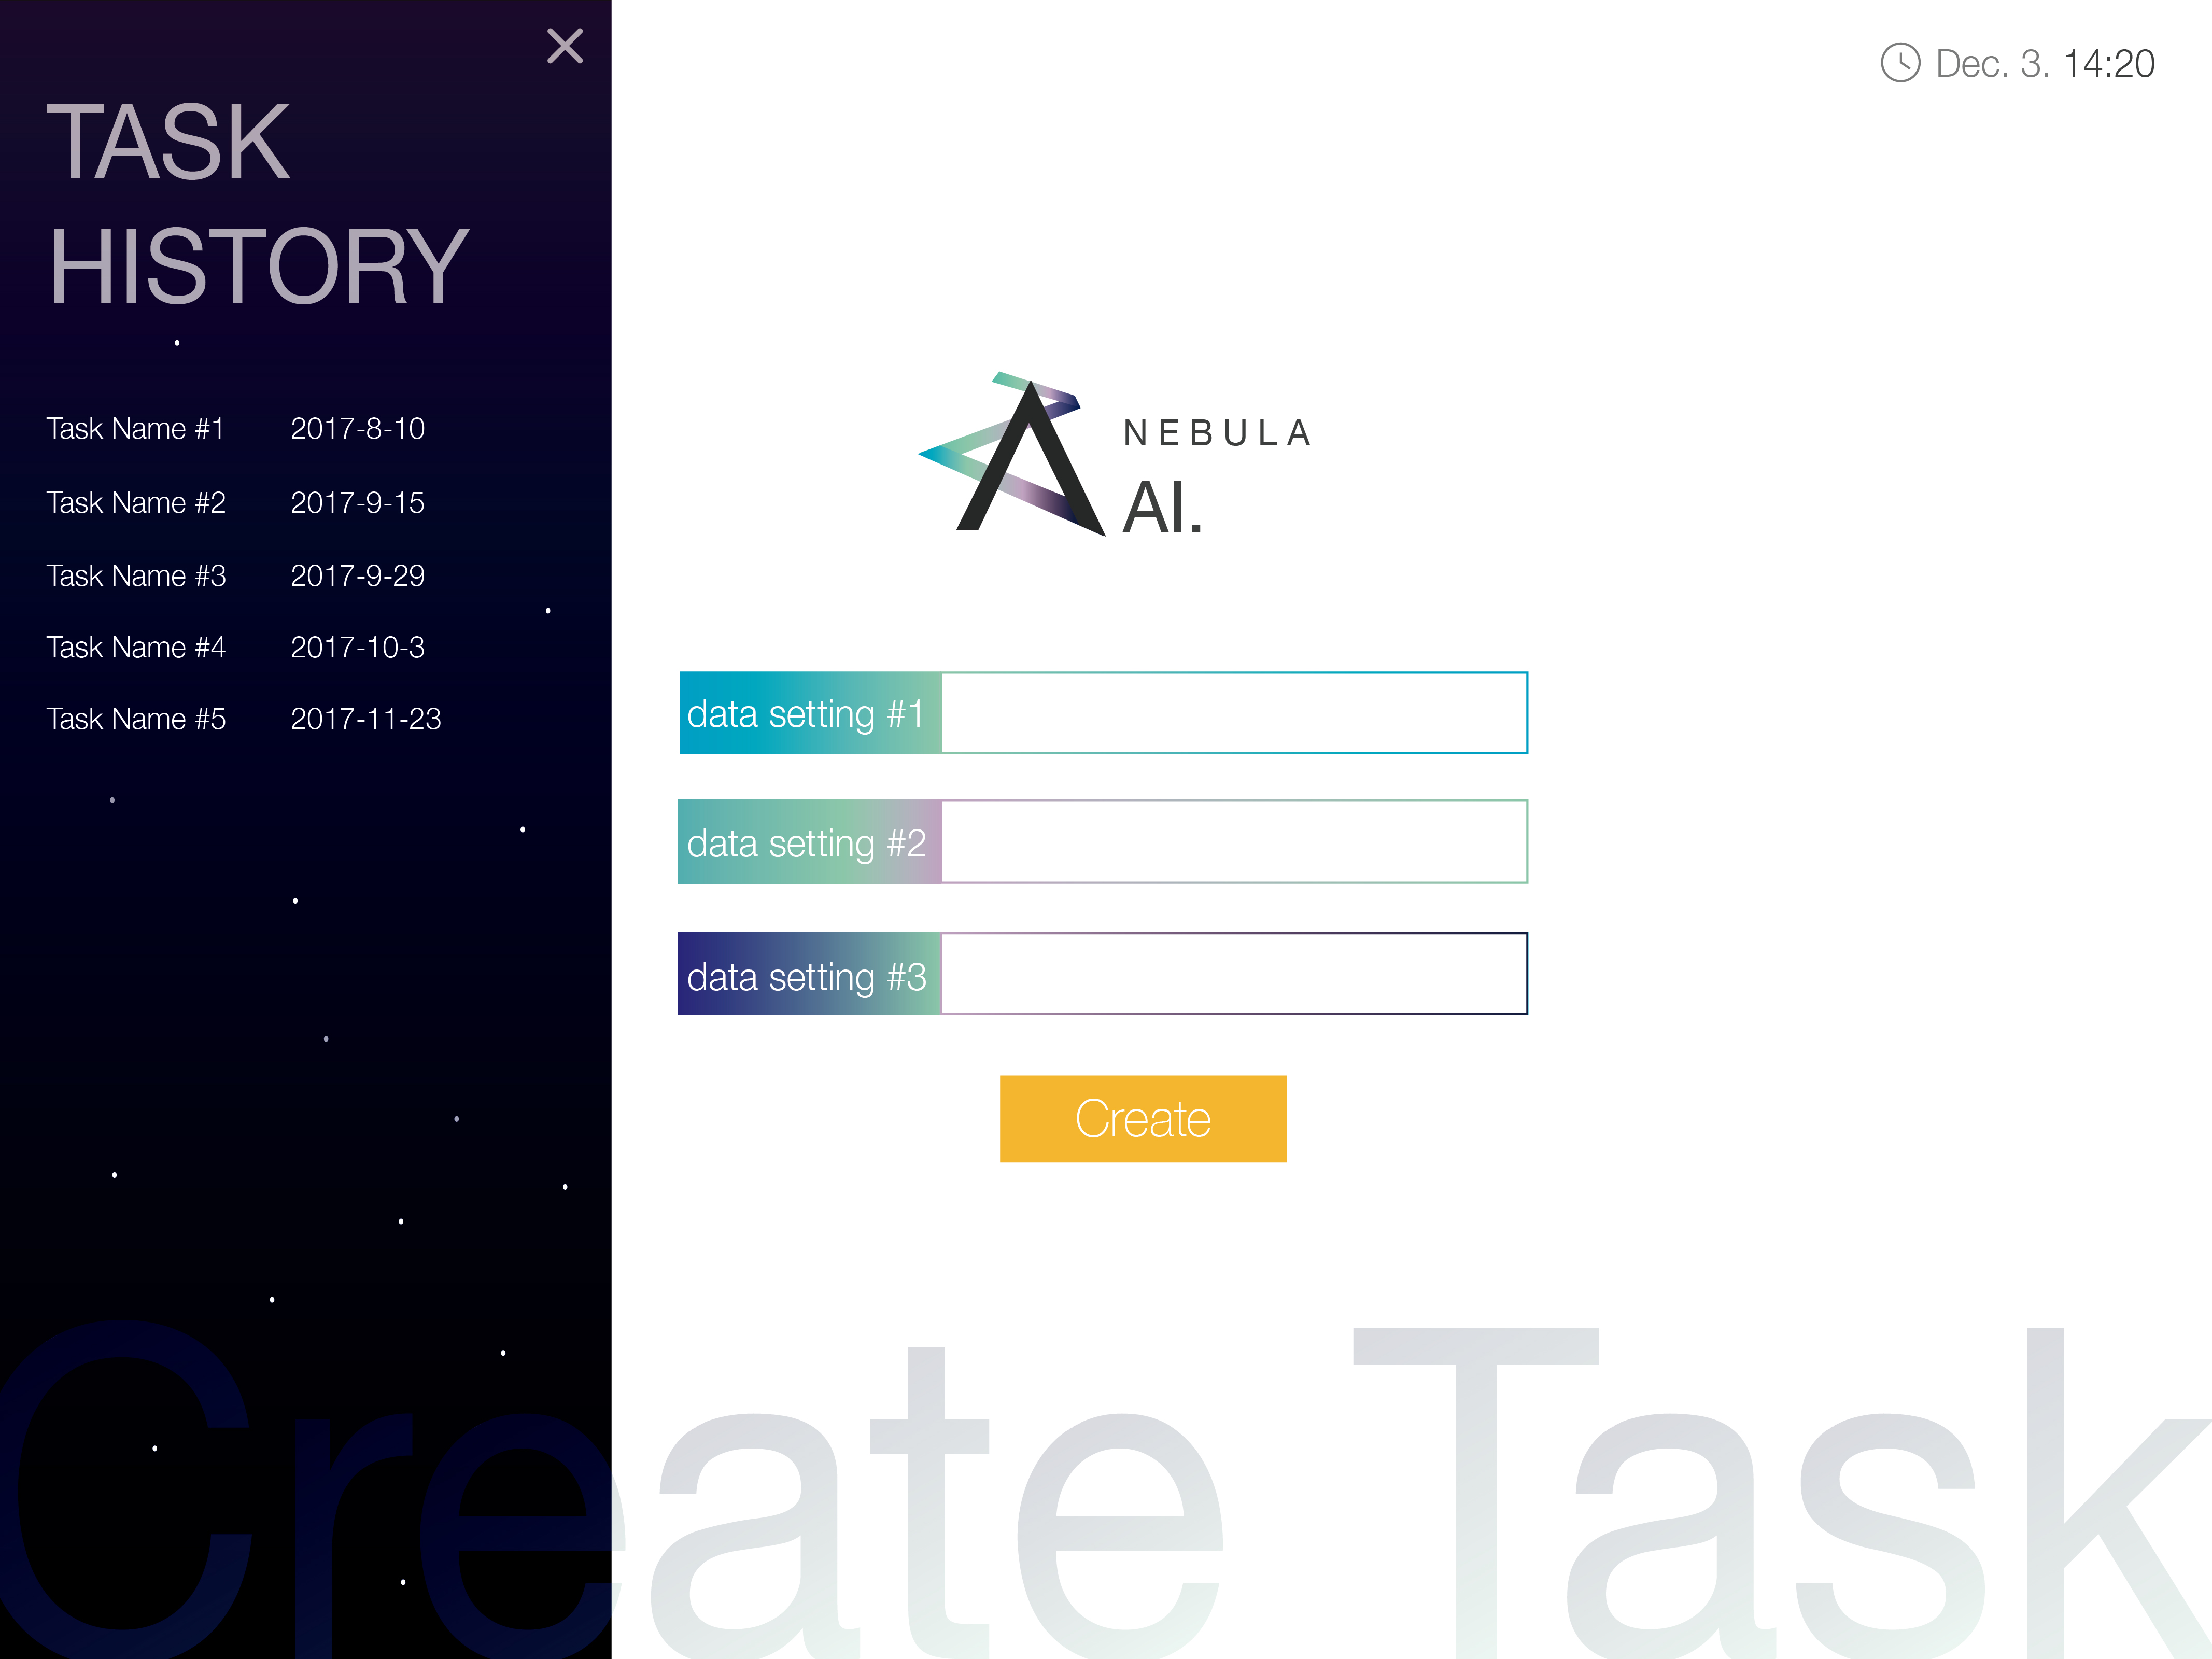 TASK
HISTORY
Task Name #1 2017-8-10
Task Name #2 2017-9-15
Task Name #3 2017-9-29
Task Name #4 2017-10-3
Task Name #5 2017-11-23
Dec. 3. 14:20
NEBULA
AI.
data setting #1
data setting #2
data setting #3
Create
Create Task